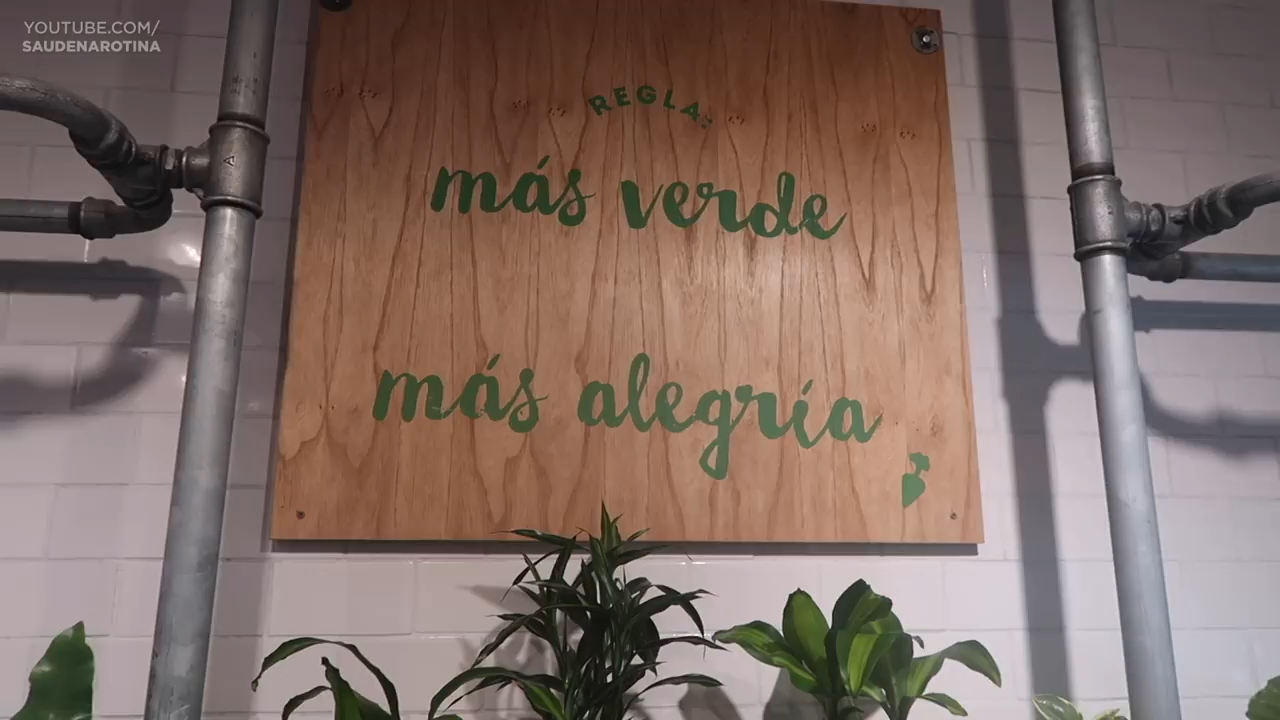 YOUTUBE.COM/
SAUDENAROTINA
REGLA:
más verde
más alegría